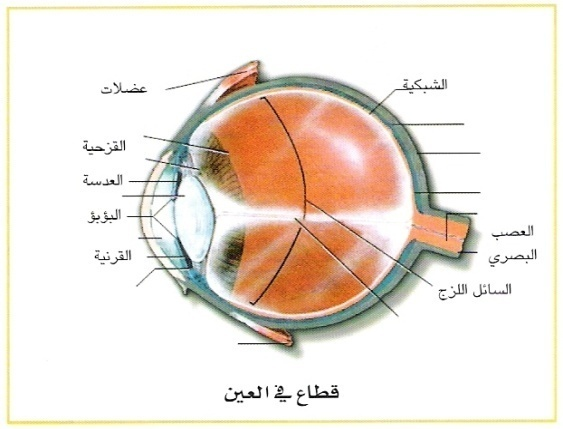 عضلات
الشبكية
القزحية
العدسة
البؤبؤ
القرنية
العصب
البصري
السائل اللزج
قطاع في العين